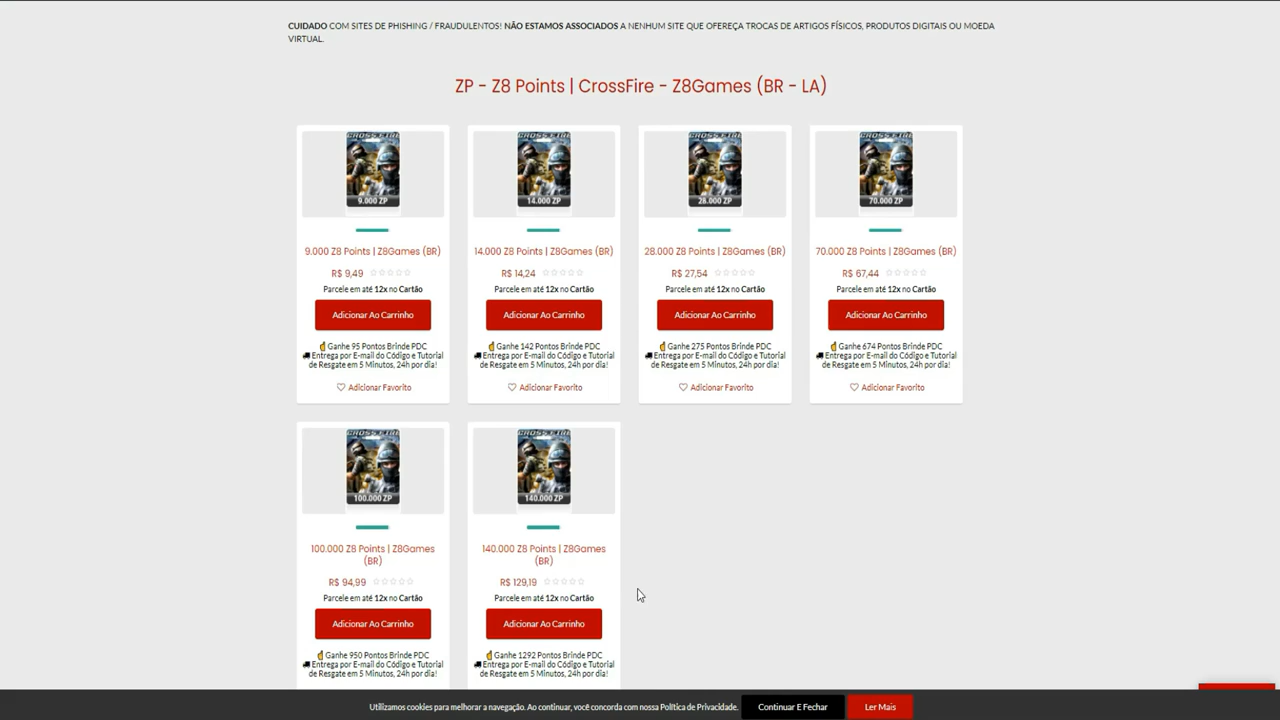 CUIDADO COM SITES DE PHISHING / FRAUDULENTOS! NÃO ESTAMOS ASSOCIADOS A NENHUM SITE QUE OFEREÇA TROCAS DE ARTIGOS FÍSICOS, PRODUTOS DIGITAIS OU MOEDA
VIRTUAL.
ZP - Z8 Points | CrossFire - Z8Games (BR - LA)
CROSSFIRE
9.000 ZP
9.000 Z8 Points | Z8Games (BR)
R$ 9,49
Parcele em até 12x no Cartão
Adicionar Ao Carrinho
Ganhe 95 Pontos Brinde PDC
Entrega por E-mail do Código e Tutorial
de Resgate em 5 Minutos, 24h por dia!
Adicionar Favorito
CROSSFIRE
14.000 ZP
14.000 Z8 Points | Z8Games (BR)
R$ 14,24
Parcele em até 12x no Cartão
Adicionar Ao Carrinho
Ganhe 142 Pontos Brinde PDC
Entrega por E-mail do Código e Tutorial
de Resgate em 5 Minutos, 24h por dia!
Adicionar Favorito
CROSSFIRE
28.000 ZP
28.000 Z8 Points | Z8Games (BR)
R$ 27,54
Parcele em até 12x no Cartão
Adicionar Ao Carrinho
Ganhe 275 Pontos Brinde PDC
Entrega por E-mail do Código e Tutorial
de Resgate em 5 Minutos, 24h por dia!
Adicionar Favorito
CROSSFIRE
70.000 ZP
70.000 Z8 Points | Z8Games (BR)
R$ 67,44
Parcele em até 12x no Cartão
Adicionar Ao Carrinho
Ganhe 674 Pontos Brinde PDC
Entrega por E-mail do Código e Tutorial
de Resgate em 5 Minutos, 24h por dia!
Adicionar Favorito
CROSSFIRE
100.000 ZP
100.000 Z8 Points | Z8Games
(BR)
R$ 94,99
Parcele em até 12x no Cartão
Adicionar Ao Carrinho
Ganhe 950 Pontos Brinde PDC
Entrega por E-mail do Código e Tutorial
de Resgate em 5 Minutos, 24h por dia!
CROSSFIRE
140.000 ZP
140.000 Z8 Points | Z8Games
(BR)
R$ 129,19
Parcele em até 12x no Cartão
Adicionar Ao Carrinho
Ganhe 1292 Pontos Brinde PDC
Entrega por E-mail do Código e Tutorial
de Resgate em 5 Minutos, 24h por dia!
Utilizamos cookies para melhorar a navegação. Ao continuar, você concorda com nossa Política de Privacidade.
Continuar E Fechar
Ler Mais